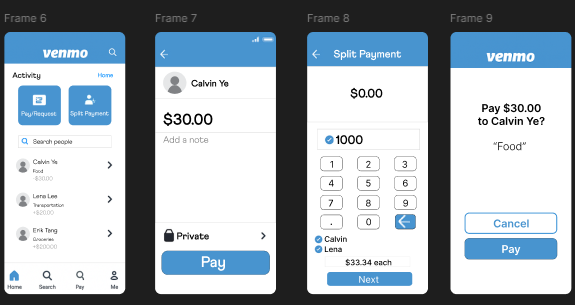 Frame 6
venmo
Activity
Home
Pay/Request
Split Payment
Search people
Calvin Ye
Food
-$30.00
Lena Lee
Transportation
+$20.00
Erik Tang
Groceries
+$200.00
Home
Search
Pay
Me
Frame 7
Calvin Ye
$30.00
Add a note
Private
Pay
Frame 8
Split Payment
$0.00
1000
1 2 3
4 5 6
7 8 9
. 0
Calvin
Lena
$33.34 each
Next
Frame 9
venmo
Pay $30.00
to Calvin Ye?
“Food”
Cancel
Pay